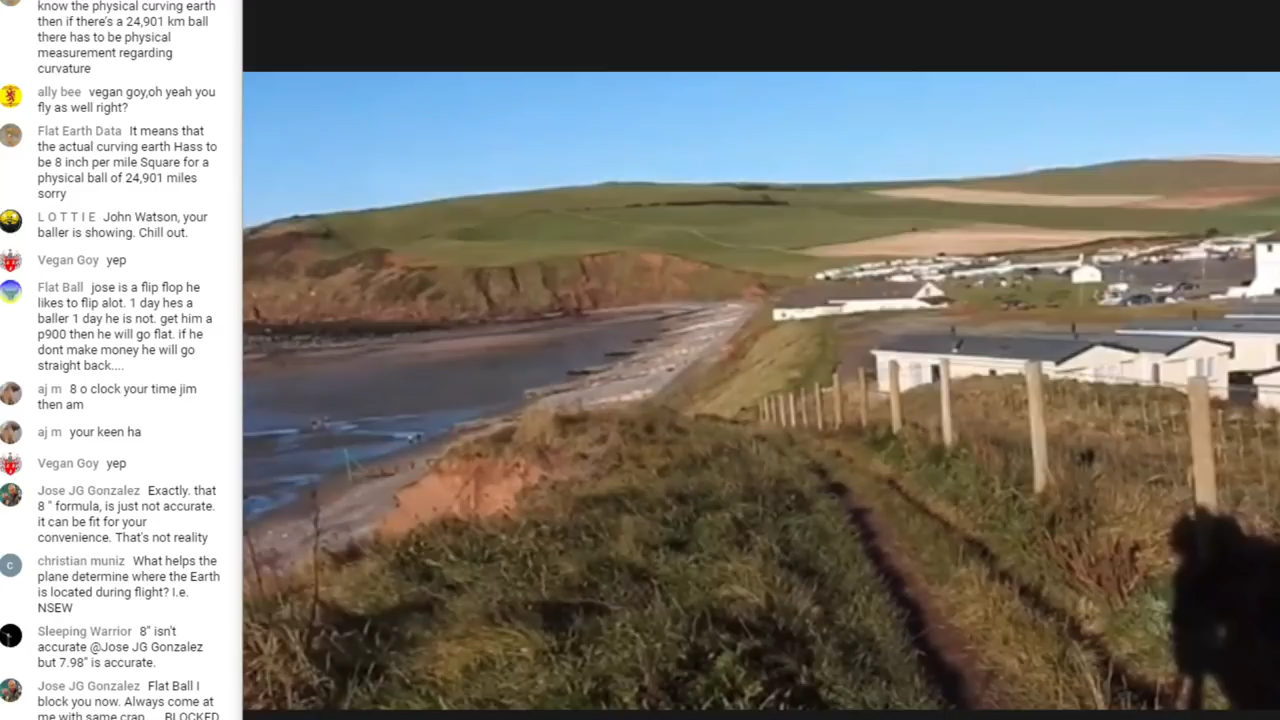 know the physical curving earth
then if there's a 24,901 km ball
there has to be physical
measurement regarding
curvature
ally bee vegan goy,oh yeah you
fly as well right?
Flat Earth Data It means that
the actual curving earth Hass to
be 8 inch per mile Square for a
physical ball of 24,901 miles
sorry
L O T T I E John Watson, your
baller is showing. Chill out.
Vegan Goy yep
Flat Ball jose is a flip flop he
likes to flip alot. 1 day hes a
baller 1 day he is not. get him a
p900 then he will go flat. if he
dont make money he will go
straight back....
aj m 8 o clock your time jim
then am
aj m your keen ha
Vegan Goy yep
Jose JG Gonzalez Exactly. that
8 " formula, is just not accurate.
it can be fit for your
convenience. That's not reality
c
christian muniz What helps the
plane determine where the Earth
is located during flight? I.e.
NSEW
Sleeping Warrior 8" isn't
accurate @Jose JG Gonzalez
but 7.98" is accurate.
Jose JG Gonzalez Flat Ball I
block you now. Always come at
me with same crap.... BLOCKED